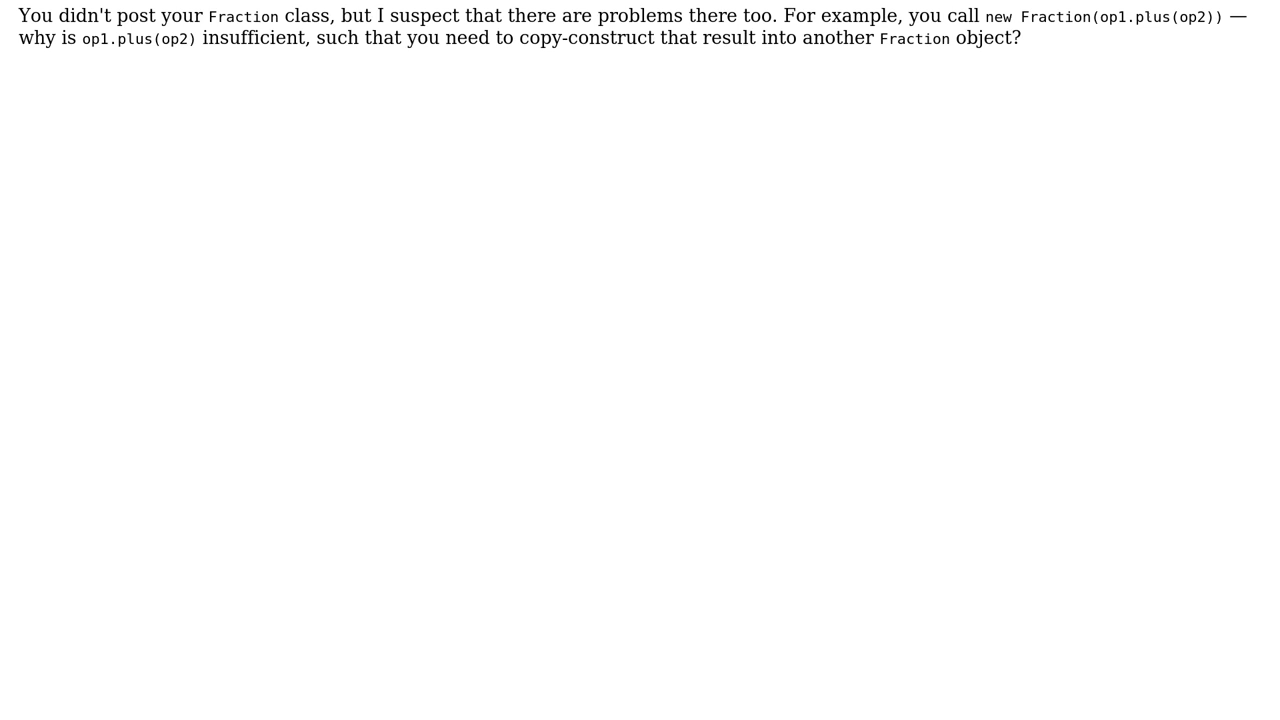 You didn't post your Fraction class, but I suspect that there are problems there too. For example, you call new Fraction(op1.plus(op2)) —
why is op1.plus(op2) insufficient, such that you need to copy-construct that result into another Fraction object?